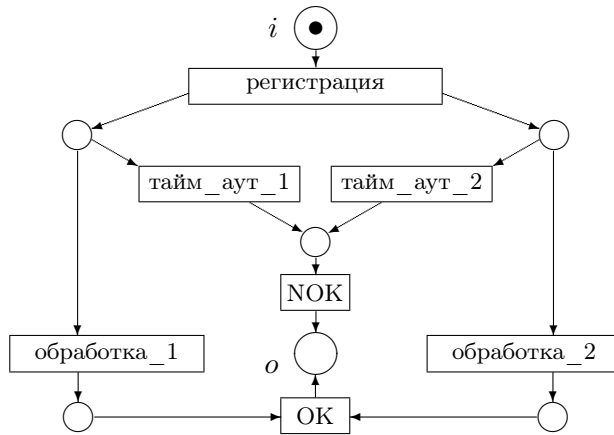 i
регистрация
тайм_аут_1
тайм_аут_2
NOK
обработка_1
o
обработка_2
OK